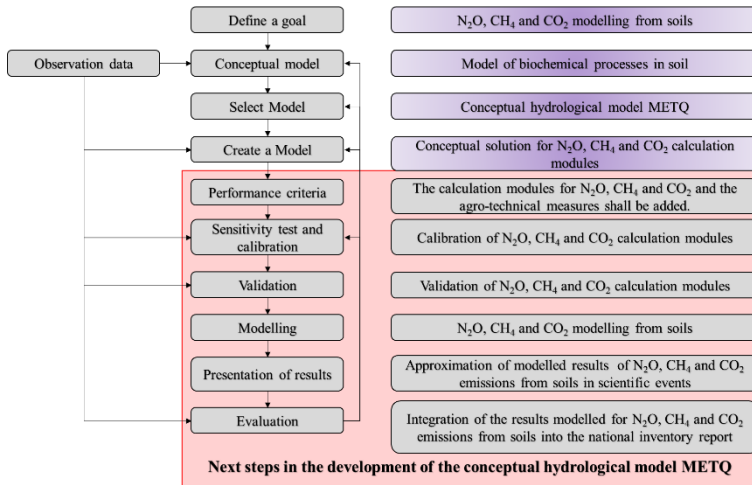 Define a goal
N₂O, CH₄ and CO₂ modelling from soils
Observation data
Conceptual model
Model of biochemical processes in soil
Select Model
Conceptual hydrological model METQ
Create a Model
Conceptual solution for N₂O, CH₄ and CO₂ calculation
modules
Performance criteria
The calculation modules for N₂O, CH₄ and CO₂ and the
agro-technical measures shall be added.
Sensitivity test and
calibration
Calibration of N₂O, CH₄ and CO₂ calculation modules
Validation
Validation of N₂O, CH₄ and CO₂ calculation modules
Modelling
N₂O, CH₄ and CO₂ modelling from soils
Presentation of results
Approximation of modelled results of N₂O, CH₄ and CO₂
emissions from soils in scientific events
Evaluation
Integration of the results modelled for N₂O, CH₄ and CO₂
emissions from soils into the national inventory report
Next steps in the development of the conceptual hydrological model METQ